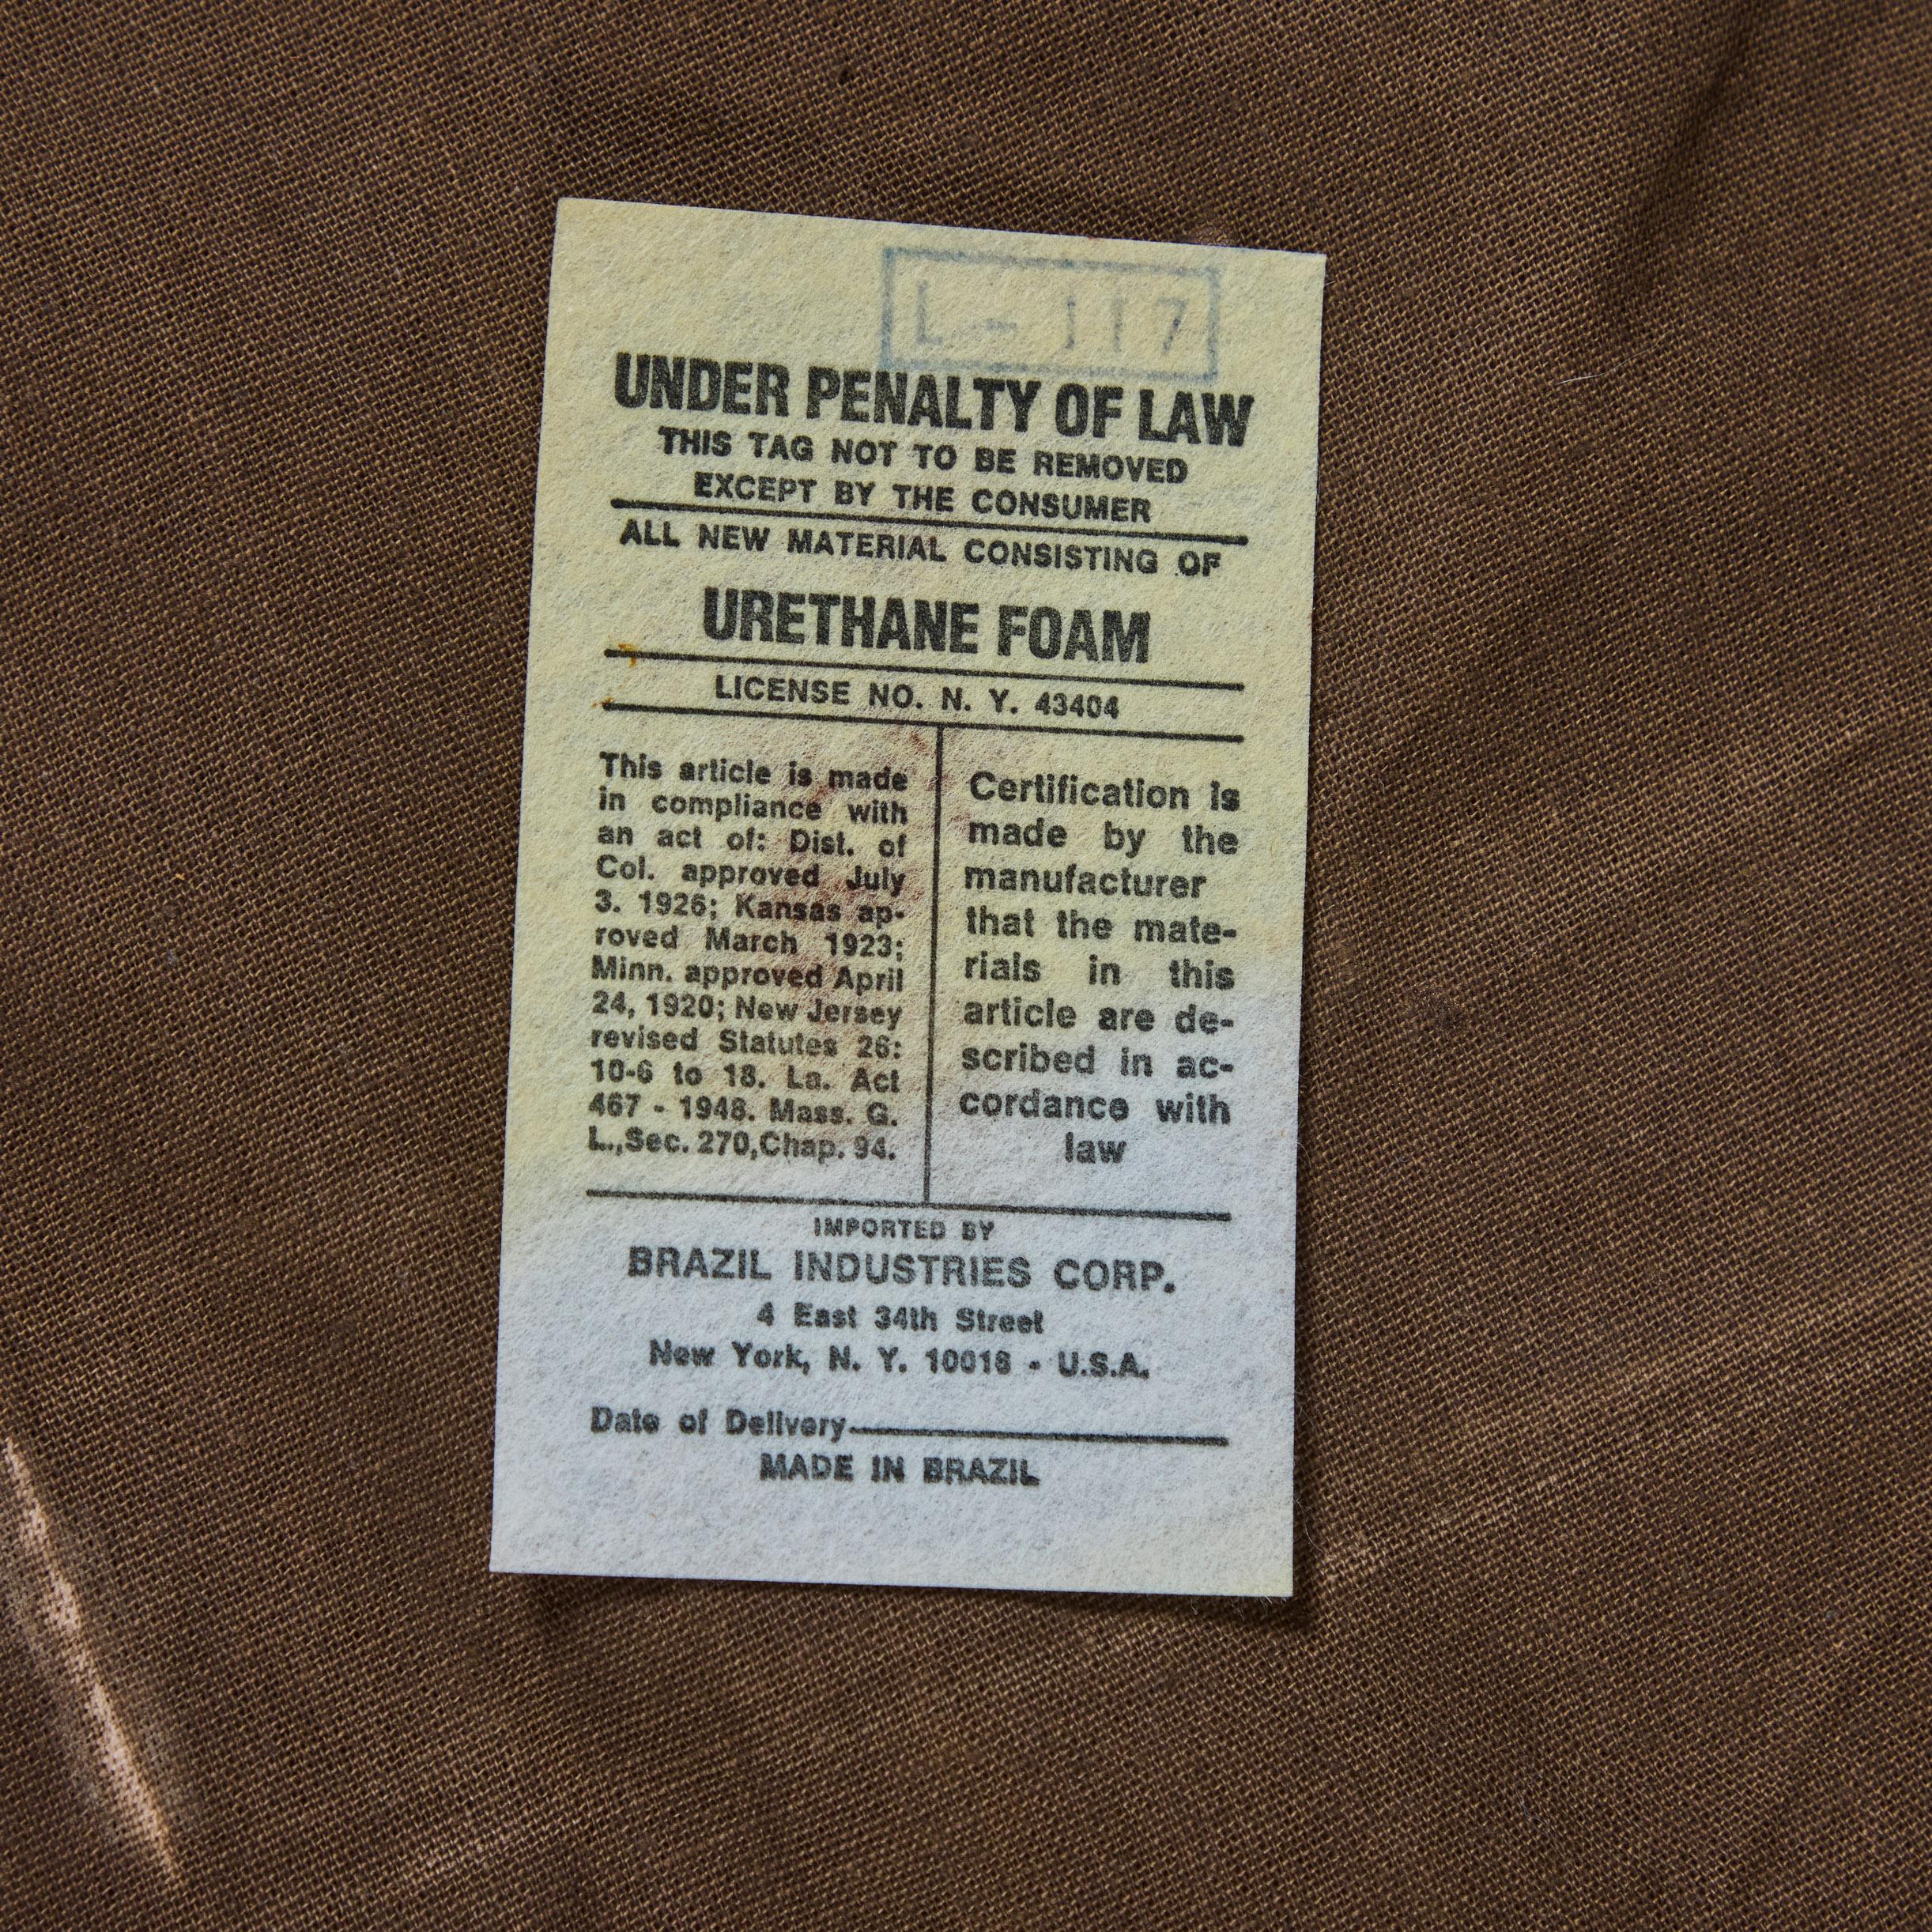 L - 117
UNDER PENALTY OF LAW
THIS TAG NOT TO BE REMOVED
EXCEPT BY THE CONSUMER
ALL NEW MATERIAL CONSISTING OF
URETHANE FOAM
LICENSE NO. N. Y. 43404
This article is made
in compliance with
an act of: Dist. of
Col. approved July
3. 1926; Kansas ap-
roved March 1923;
Minn. approved April
24, 1920; New Jersey
revised Statutes 26:
10-6 to 18. La. Act
467 - 1948. Mass. G.
L.,Sec. 270,Chap. 94.
Certification is
made by the
manufacturer
that the mate-
rials in this
article are de-
scribed in ac-
cordance with
law
IMPORTED BY
BRAZIL INDUSTRIES CORP.
4 East 34th Street
New York, N. Y. 10016 - U.S.A.
Date of Delivery
MADE IN BRAZIL